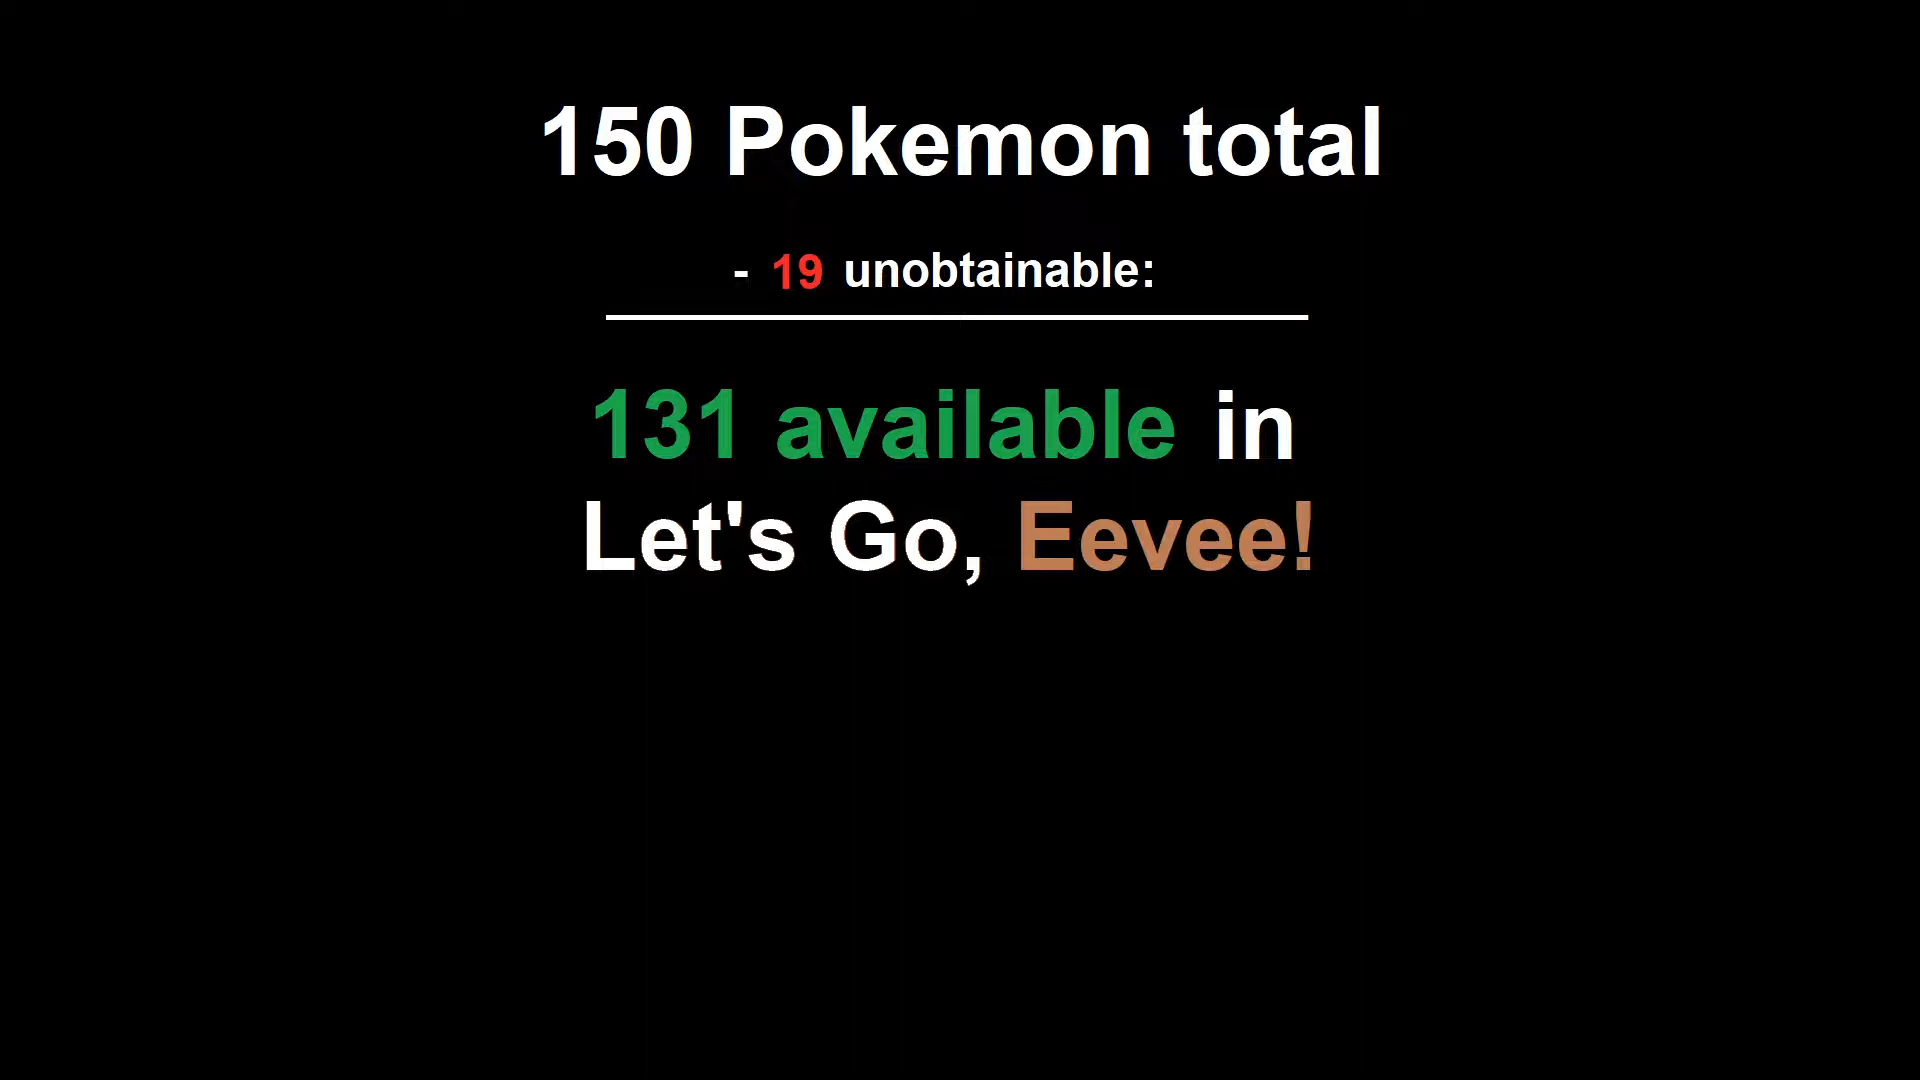 150 Pokemon total
- 19 unobtainable:
131 available in
Let's Go, Eevee!